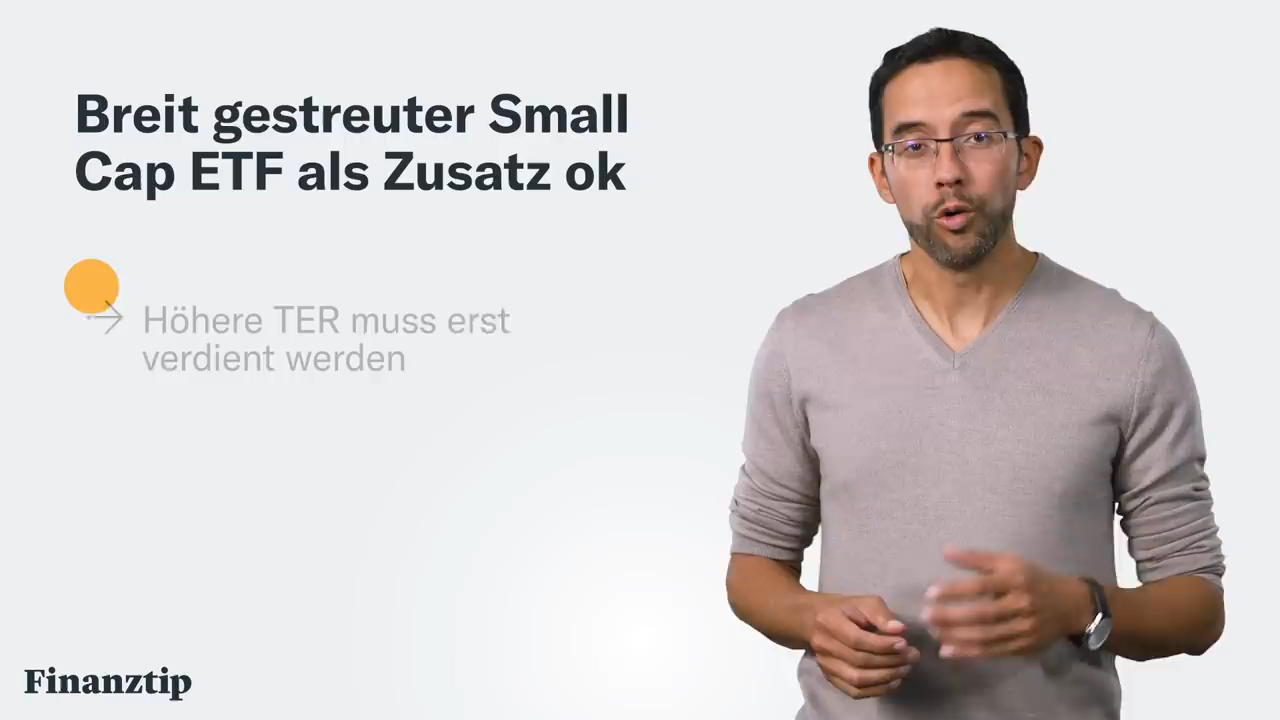 Breit gestreuter Small
Cap ETF als Zusatz ok
Höhere TER muss erst
verdient werden
Finanztip